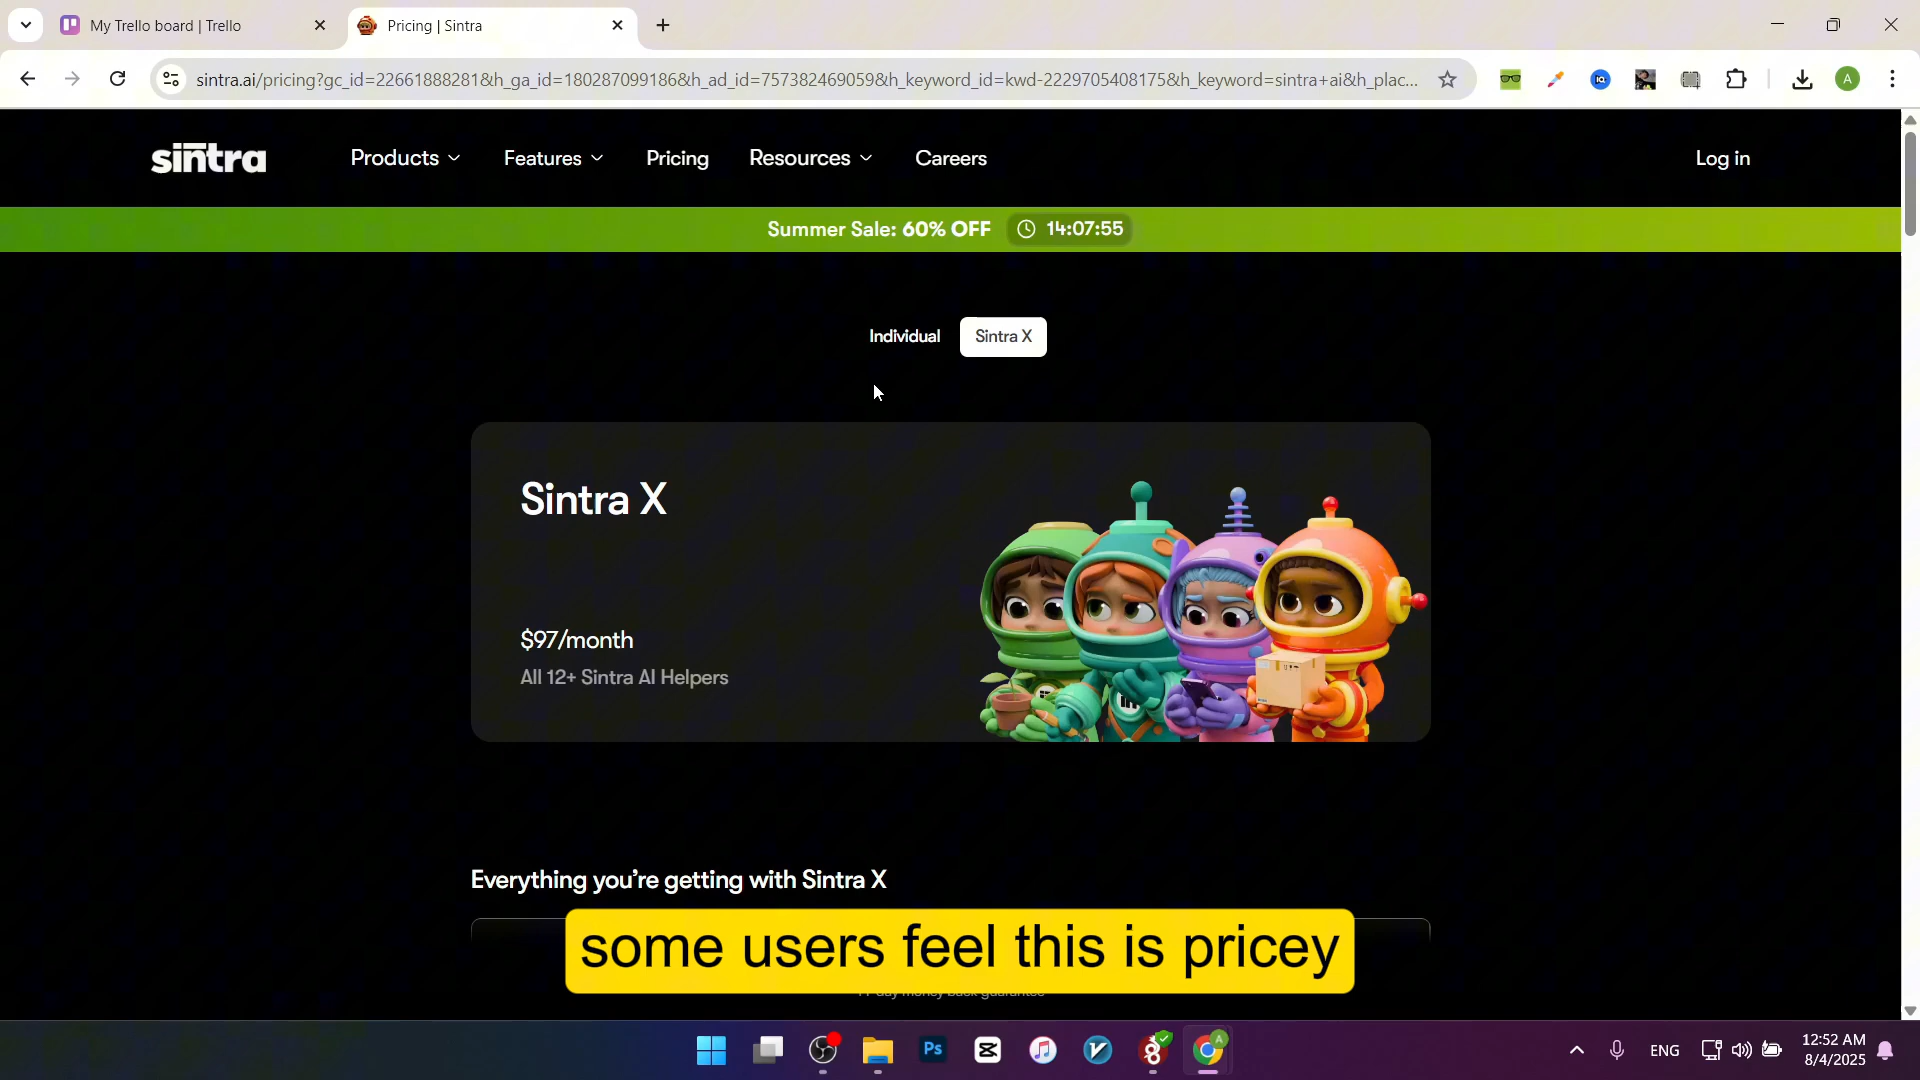 My Trello board | Trello
Pricing | Sintra
sintra.ai/pricing?gc_id=22661888281&h_ga_id=180287099186&h_ad_id=757382469059&h_keyword_id=kwd-2229705408175&h_keyword=sintra+ai&h_plac...
A
sintra
Products
Features
Pricing
Resources
Careers
Log in
Summer Sale: 60% OFF
14:07:55
Individual
Sintra X
Sintra X
$97/month
All 12+ Sintra AI Helpers
Everything you're getting with Sintra X
some users feel this is pricey
Ps
A
ENG
12:52 AM
8/4/2025